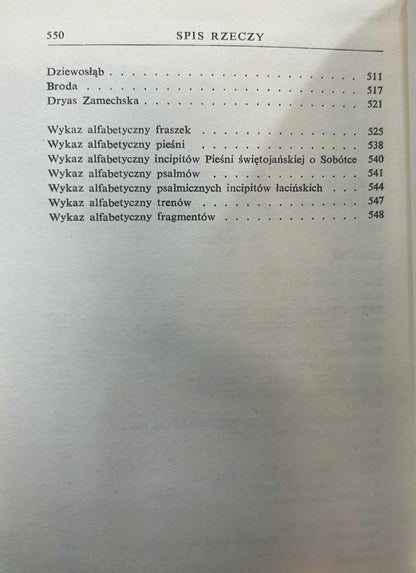 550 SPIS RZECZY
Dziewosłąb . . . . . . . . . . . . . . . . . . . . . . 511
Broda . . . . . . . . . . . . . . . . . . . . . . . . 517
Dryas Zamechska . . . . . . . . . . . . . . . . . . . 521
Wykaz alfabetyczny fraszek . . . . . . . . . . . . . . 525
Wykaz alfabetyczny pieśni . . . . . . . . . . . . . . 538
Wykaz alfabetyczny incipitów Pieśni świętojańskiej o Sobótce 540
Wykaz alfabetyczny psalmów . . . . . . . . . . . . . 541
Wykaz alfabetyczny psalmicznych incipitów łacińskich . . . 544
Wykaz alfabetyczny trenów . . . . . . . . . . . . . . 547
Wykaz alfabetyczny fragmentów . . . . . . . . . . . . 548